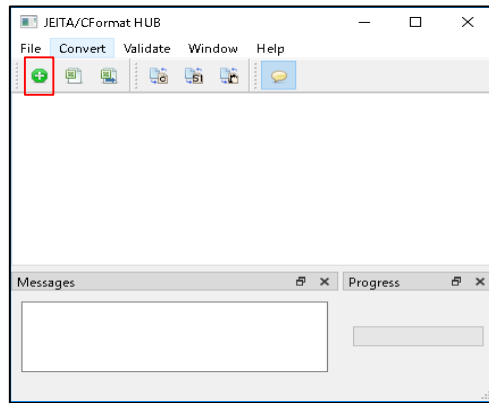 JEITA/CFormat HUB
File Convert Validate Window Help
Messages
Progress